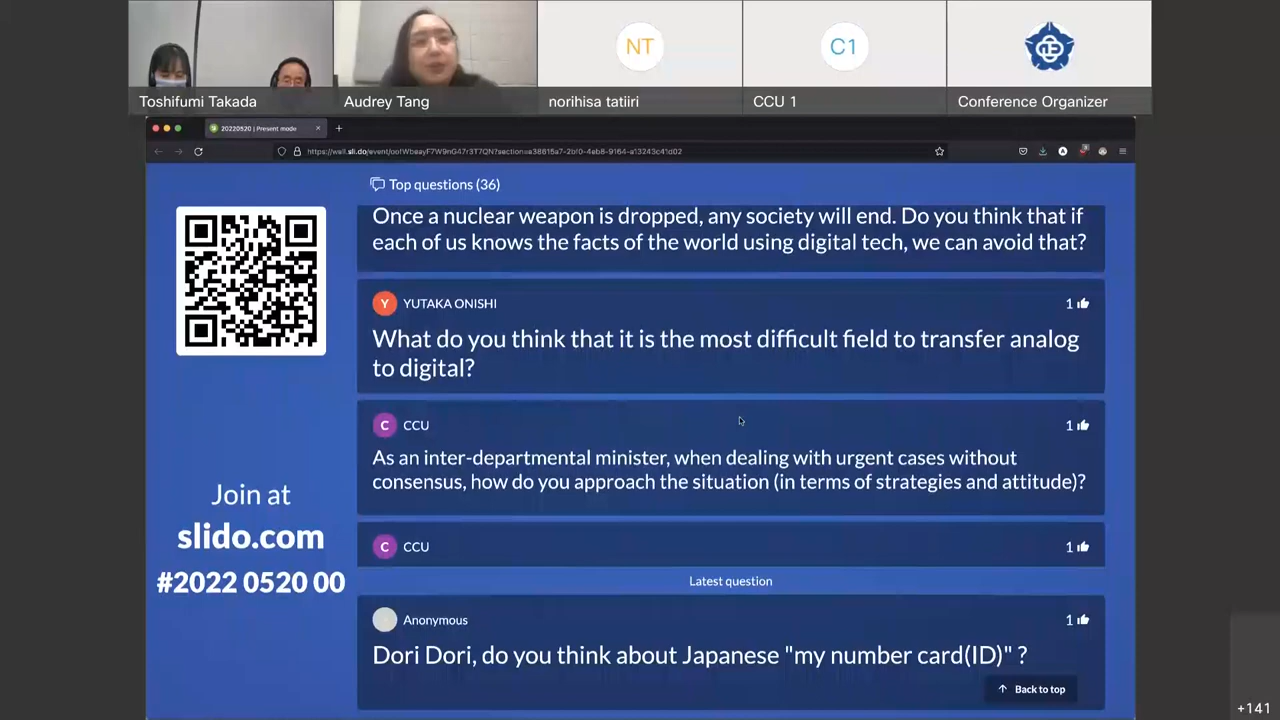 Toshifumi Takada
Audrey Tang
NT
norihisa tatiiri
C1
CCU 1
Conference Organizer
20220520 | Present mode
Top questions (36)
Once a nuclear weapon is dropped, any society will end. Do you think that if
each of us knows the facts of the world using digital tech, we can avoid that?
Y YUTAKA ONISHI 1
What do you think that it is the most difficult field to transfer analog
to digital?
C CCU 1
As an inter-departmental minister, when dealing with urgent cases without
consensus, how do you approach the situation (in terms of strategies and attitude)?
C CCU 1
Latest question
Anonymous 1
Dori Dori, do you think about Japanese "my number card(ID)" ?
Back to top
Join at
slido.com
#2022 0520 00
+141